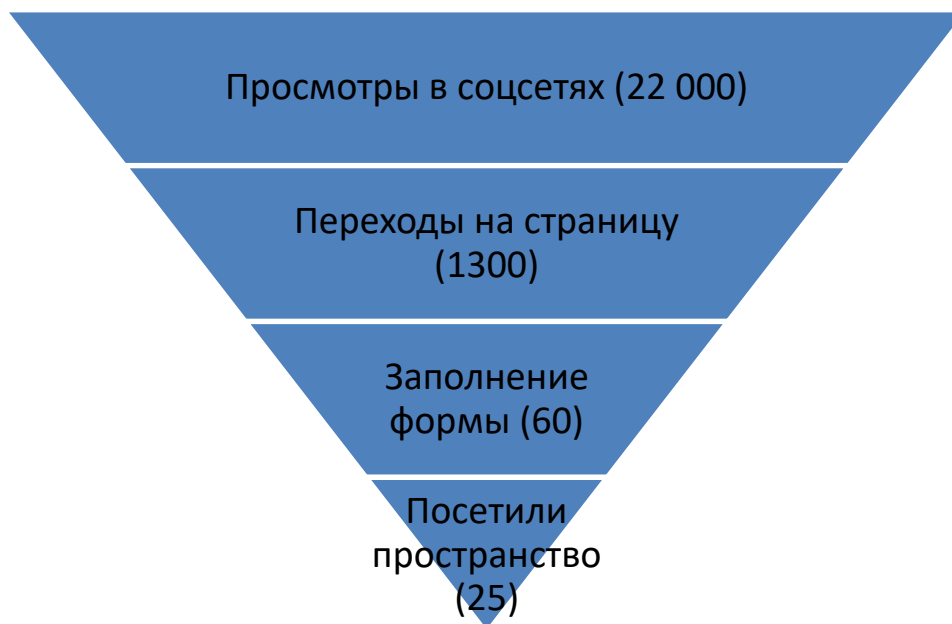 Просмотры в соцсетях (22 000)
Переходы на страницу
(1300)
Заполнение
формы (60)
Посетили
пространство
(25)